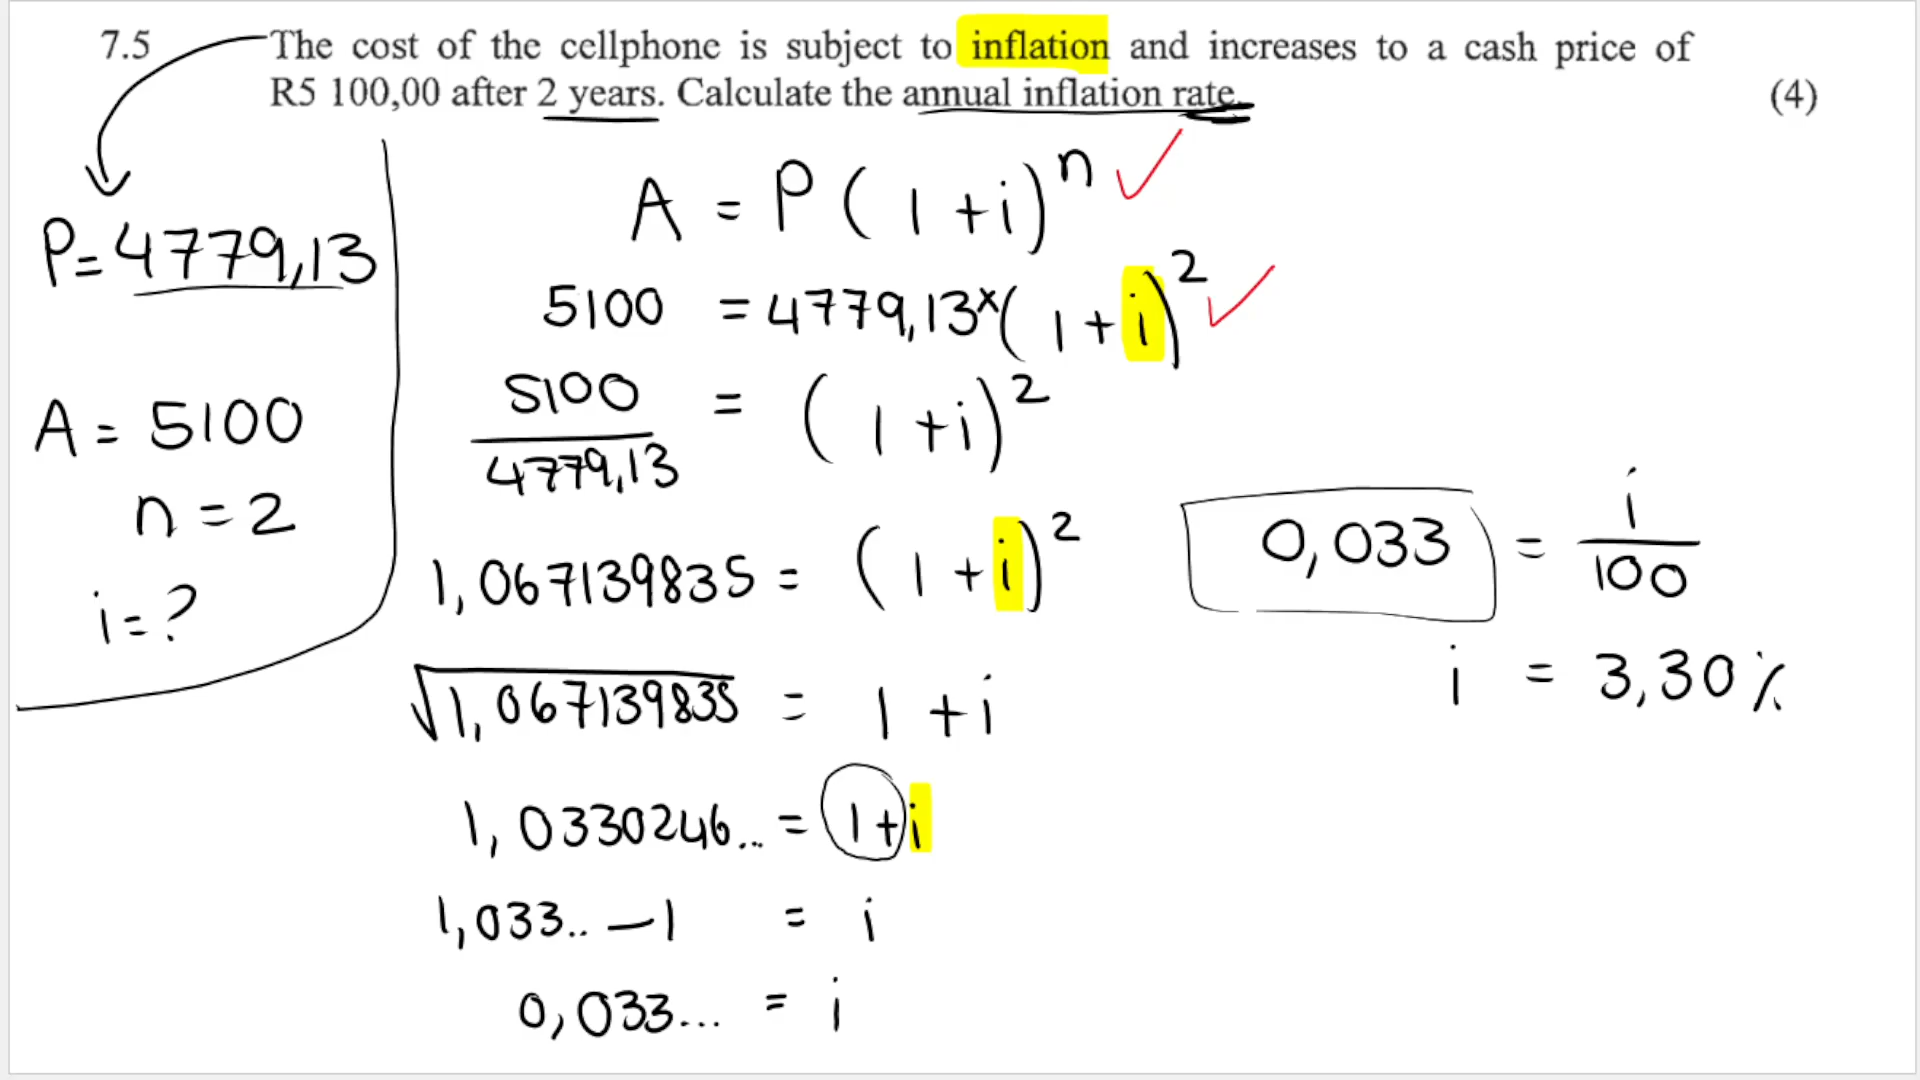 7.5 The cost of the cellphone is subject to inflation and increases to a cash price of
R5 100,00 after 2 years. Calculate the annual inflation rate. (4)
P = 4779,13
A = 5100
n = 2
i = ?
A = P ( 1 + i )^n ✓
5100 = 4779,13 × ( 1 + i )^2 ✓
5100 / 4779,13 = ( 1 + i )^2
1,067139835 = ( 1 + i )^2
√1,067139835 = 1 + i
1,0330246... = 1 + i
1,033.. - 1 = i
0,033... = i
0,033 = i / 100
i = 3,30 %